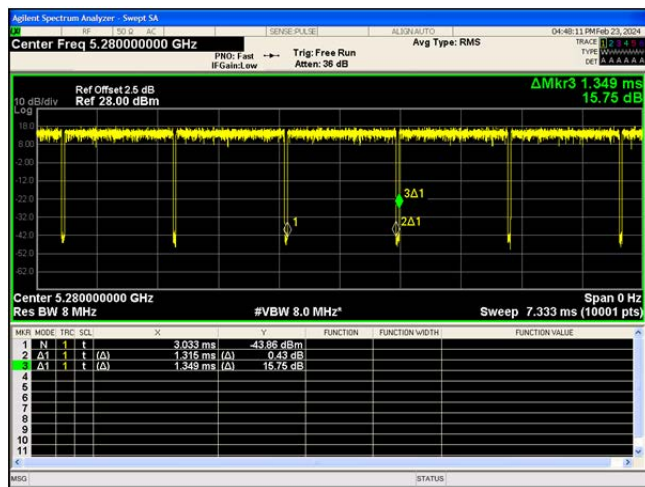 Agilent Spectrum Analyzer - Swept SA
RF 50 Ω AC SENSE:PULSE ALIGN AUTO 04:48:11 PM Feb 23, 2024
Center Freq 5.280000000 GHz
Avg Type: RMS
TRACE 1 2 3 4 5 6
PNO: Fast Trig: Free Run
TYPE W
IFGain:Low Atten: 36 dB
DET A A A A A A
ΔMkr3 1.349 ms
15.75 dB
Ref Offset 2.5 dB
10 dB/div Ref 28.00 dBm
Log
18.0
8.00
-2.00
-12.0
-22.0
-32.0
-42.0
-52.0
-62.0
3Δ1
1
2Δ1
Center 5.280000000 GHz Span 0 Hz
Res BW 8 MHz #VBW 8.0 MHz* Sweep 7.333 ms (10001 pts)
MKR MODE TRC SCL X Y FUNCTION FUNCTION WIDTH FUNCTION VALUE
1 N 1 t 3.033 ms -43.86 dBm
2 Δ1 1 t (Δ) 1.315 ms (Δ) 0.43 dB
3 Δ1 1 t (Δ) 1.349 ms (Δ) 15.75 dB
4
5
6
7
8
9
10
11
MSG STATUS